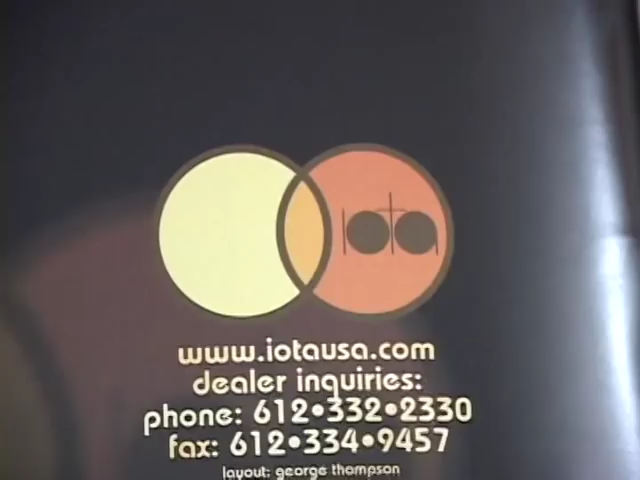 iota
www.iotausa.com
dealer inquiries:
phone: 612•332•2330
fax: 612•334•9457
layout: george thompson